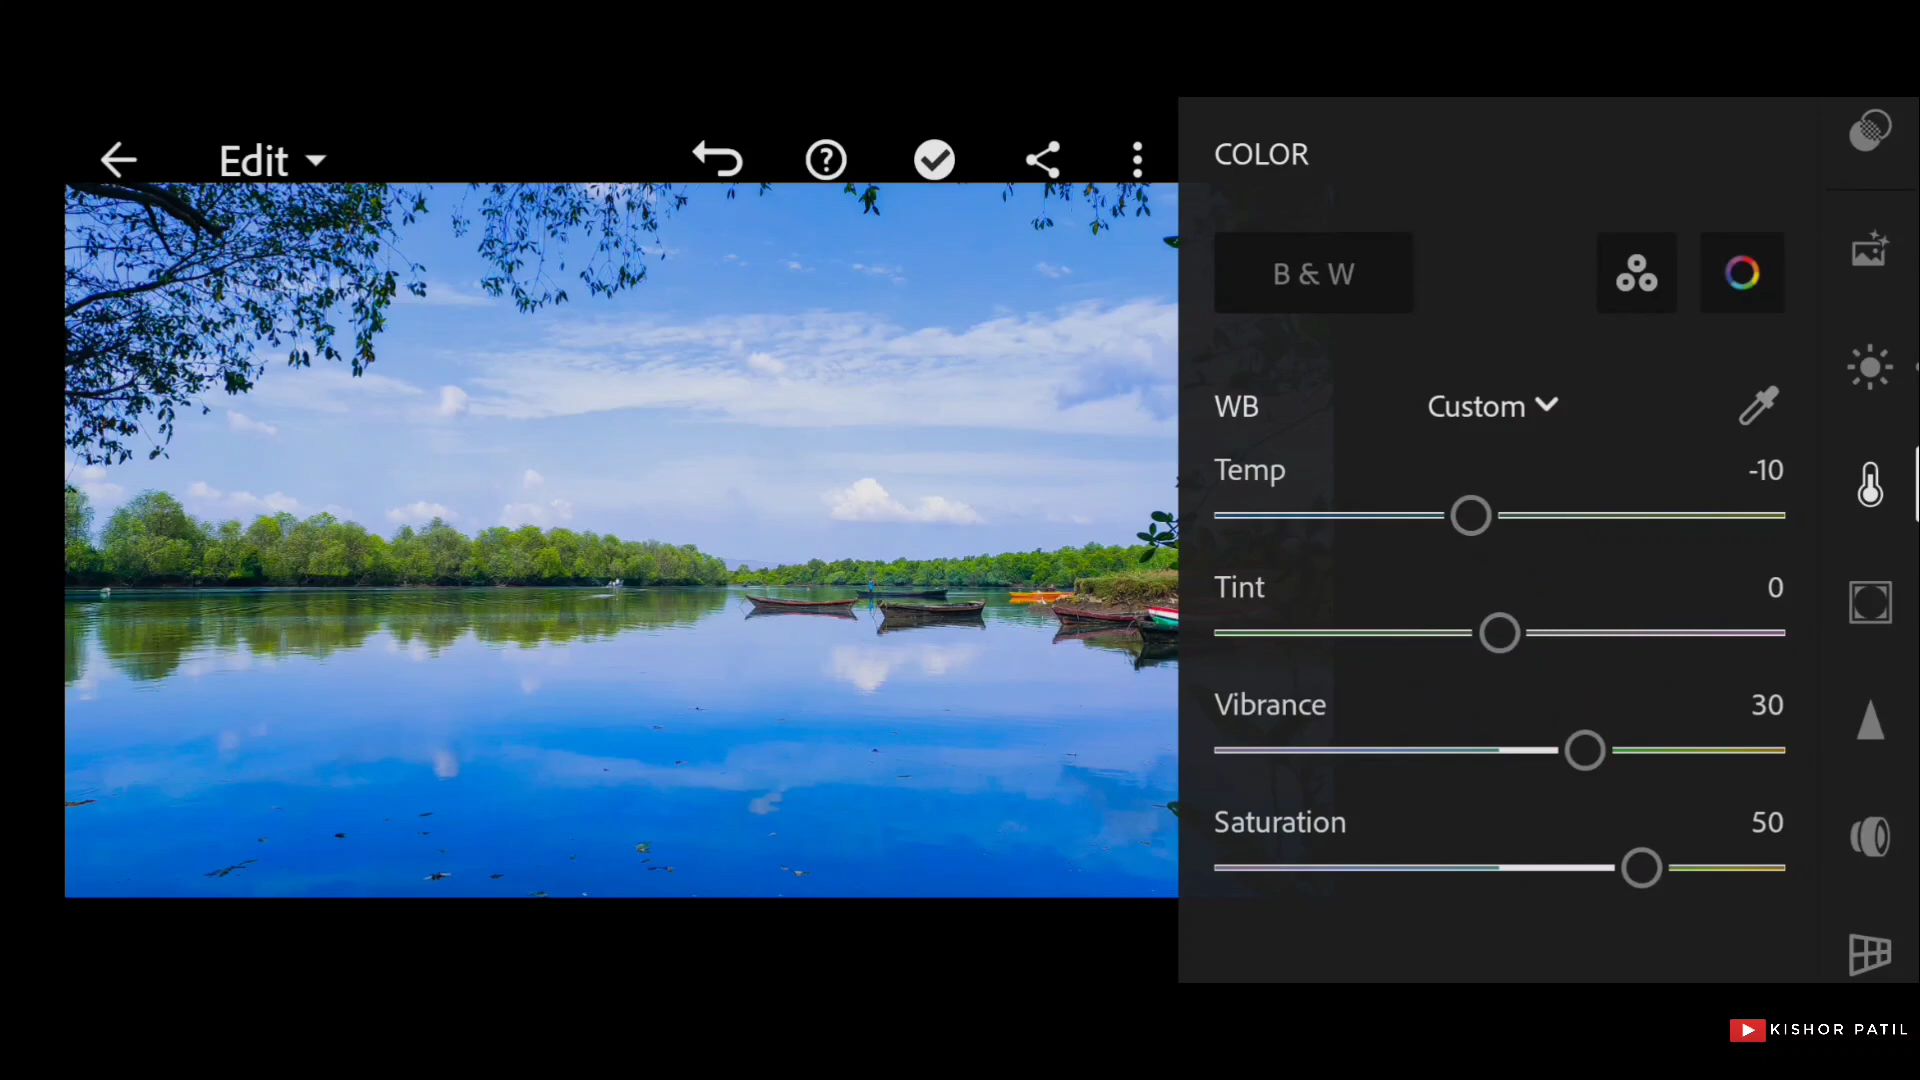 Edit
COLOR
B & W
WB Custom
Temp -10
Tint 0
Vibrance 30
Saturation 50
KISHOR PATIL